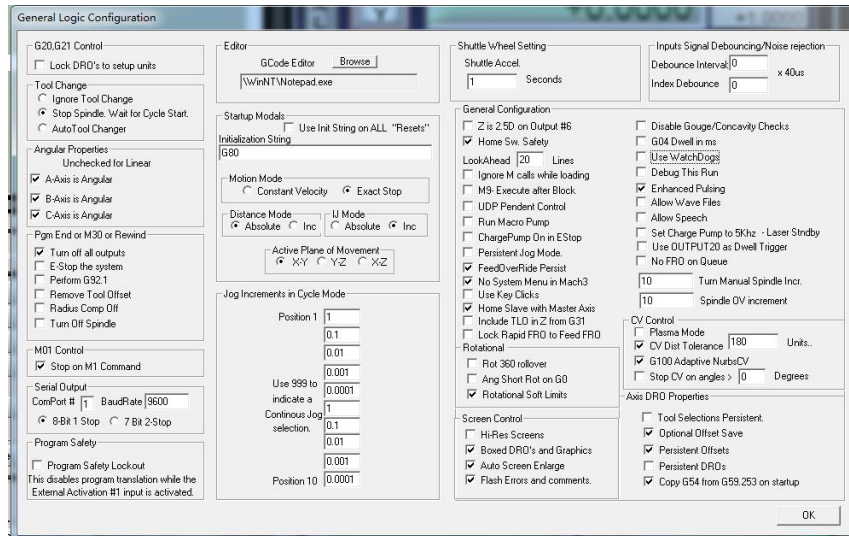 General Logic Configuration
G20,G21 Control
Lock DRO's to setup units
Tool Change
Ignore Tool Change
Stop Spindle. Wait for Cycle Start.
AutoTool Changer
Angular Properties
Unchecked for Linear
A-Axis is Angular
B-Axis is Angular
C-Axis is Angular
Pgm End or M30 or Rewind
Turn off all outputs
E-Stop the system
Perform G92.1
Remove Tool Offset
Radius Comp Off
Turn Off Spindle
M01 Control
Stop on M1 Command
Serial Output
ComPort # 1 BaudRate 9600
8-Bit 1 Stop 7 Bit 2-Stop
Program Safety
Program Safety Lockout
This disables program translation while the
External Activation #1 input is activated.
Editor
GCode Editor Browse
\WinNT\Notepad.exe
Startup Modals
Use Init String on ALL "Resets"
Initialization String
G80
Motion Mode
Constant Velocity Exact Stop
Distance Mode
Absolute Inc
IJ Mode
Absolute Inc
Active Plane of Movement
X-Y Y-Z X-Z
Jog Increments in Cycle Mode
Position 1 1
0.1
0.01
0.001
Use 999 to 0.0001
indicate a
Continous Jog 1
selection. 0.1
0.01
0.001
Position 10 0.0001
Shuttle Wheel Setting
Shuttle Accel.
1 Seconds
General Configuration
Z is 2.5D on Output #6
Home Sw. Safety
LookAhead 20 Lines
Ignore M calls while loading
M9- Execute after Block
UDP Pendent Control
Run Macro Pump
ChargePump On in EStop
Persistent Jog Mode.
FeedOverRide Persist
No System Menu in Mach3
Use Key Clicks
Home Slave with Master Axis
Include TLO in Z from G31
Lock Rapid FRO to Feed FRO
Rotational
Rot 360 rollover
Ang Short Rot on G0
Rotational Soft Limits
Screen Control
Hi-Res Screens
Boxed DRO's and Graphics
Auto Screen Enlarge
Flash Errors and comments.
Inputs Signal Debouncing/Noise rejection
Debounce Interval: 0
x 40us
Index Debounce 0
Disable Gouge/Concavity Checks
G04 Dwell in ms
Use WatchDogs
Debug This Run
Enhanced Pulsing
Allow Wave Files
Allow Speech
Set Charge Pump to 5Khz - Laser Stndby
Use OUTPUT20 as Dwell Trigger
No FRO on Queue
10 Turn Manual Spindle Incr.
10 Spindle OV increment
CV Control
Plasma Mode
CV Dist Tolerance 180 Units..
G100 Adaptive NurbsCV
Stop CV on angles > 0 Degrees
Axis DRO Properties
Tool Selections Persistent.
Optional Offset Save
Persistent Offsets
Persistent DROs
Copy G54 from G59.253 on startup
OK